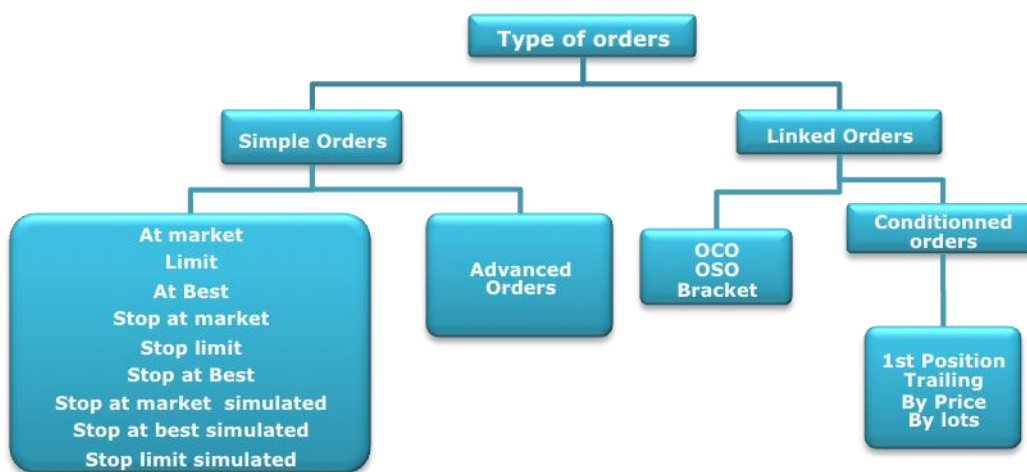 Type of orders
Simple Orders
Linked Orders
At market
Limit
At Best
Stop at market
Stop limit
Stop at Best
Stop at market simulated
Stop at best simulated
Stop limit simulated
Advanced
Orders
OCO
OSO
Bracket
Conditionned
orders
1st Position
Trailing
By Price
By lots